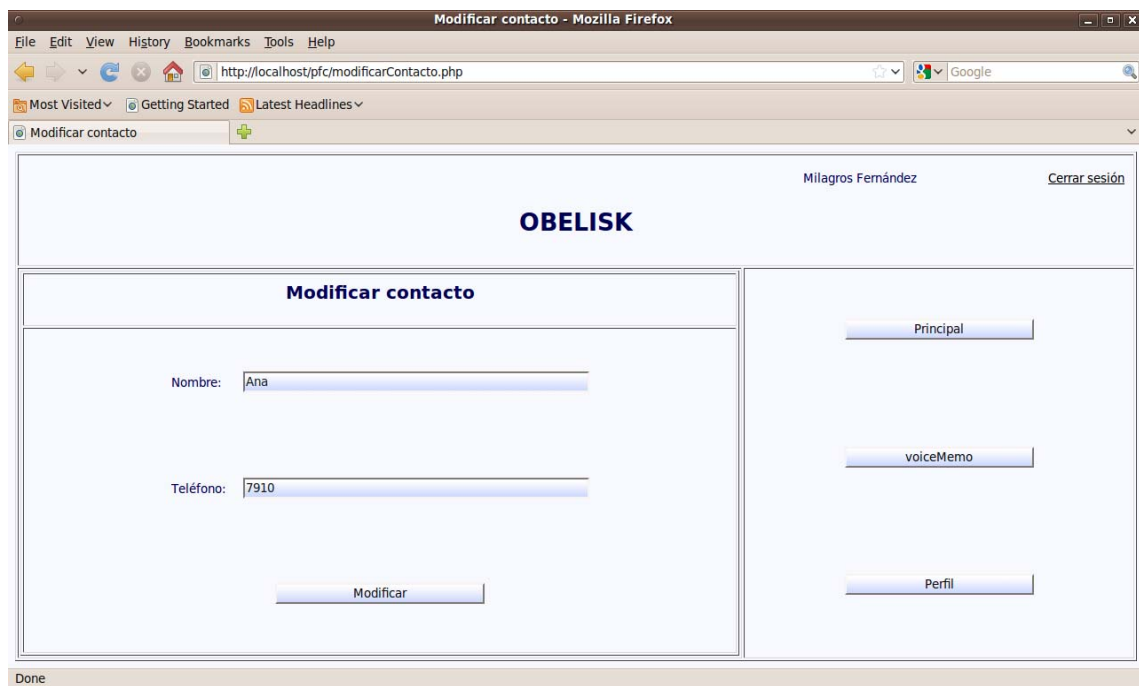 Modificar contacto - Mozilla Firefox
File Edit View History Bookmarks Tools Help
http://localhost/pfc/modificarContacto.php
Google
Most Visited Getting Started Latest Headlines
Modificar contacto
Milagros Fernández
Cerrar sesión
OBELISK
Modificar contacto
Principal
Nombre: Ana
voiceMemo
Teléfono: 7910
Perfil
Modificar
Done